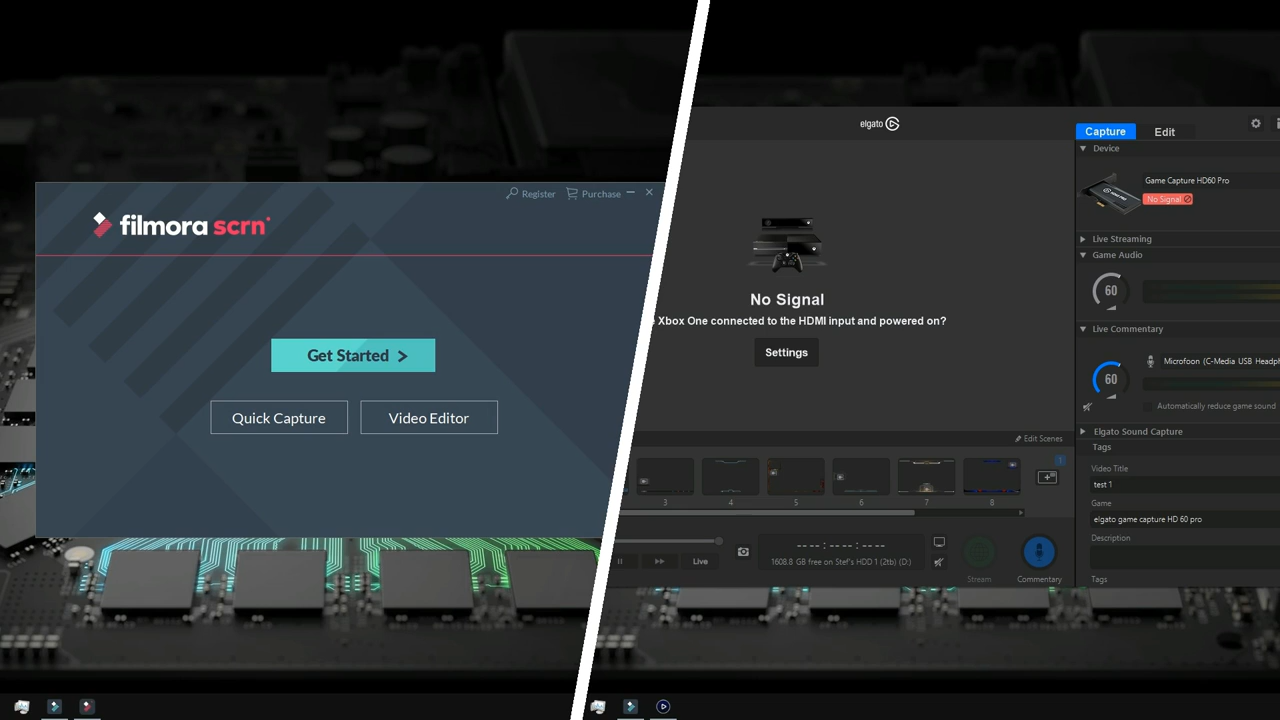 Register
Purchase
filmora scrn
Get Started >
Quick Capture
Video Editor
elgato
Capture
Edit
Device
Game Capture HD60 Pro
No Signal
Live Streaming
Game Audio
60
No Signal
Xbox One connected to the HDMI input and powered on?
Settings
Live Commentary
Microfoon (C-Media USB Headph
60
Automatically reduce game sound
Elgato Sound Capture
Edit Scenes
Tags
1
Video Title
test 1
3
4
5
6
7
8
Game
elgato game capture HD 60 pro
Description
-- -- : -- -- : -- -- : -- --
Live
1608.8 GB free on Stef's HDD 1 (2tb) (D:)
Stream
Commentary
Tags